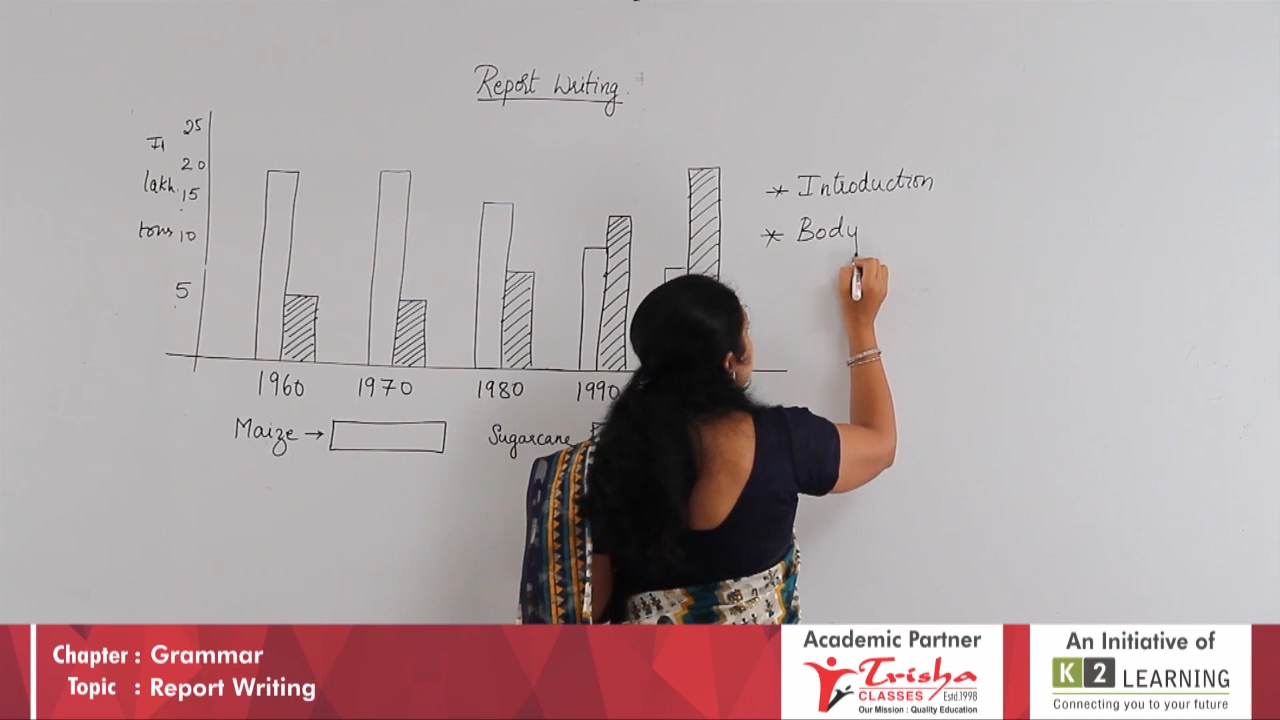 Report Writing
In
lakh
tons
25
20
15
10
5
1960 1970 1980 1990
Maize → Sugarcane
* Introduction
* Body
Chapter : Grammar
Topic : Report Writing
Academic Partner
Trisha
CLASSES Estd.1998
Our Mission : Quality Education
An Initiative of
K2 LEARNING
Connecting you to your future